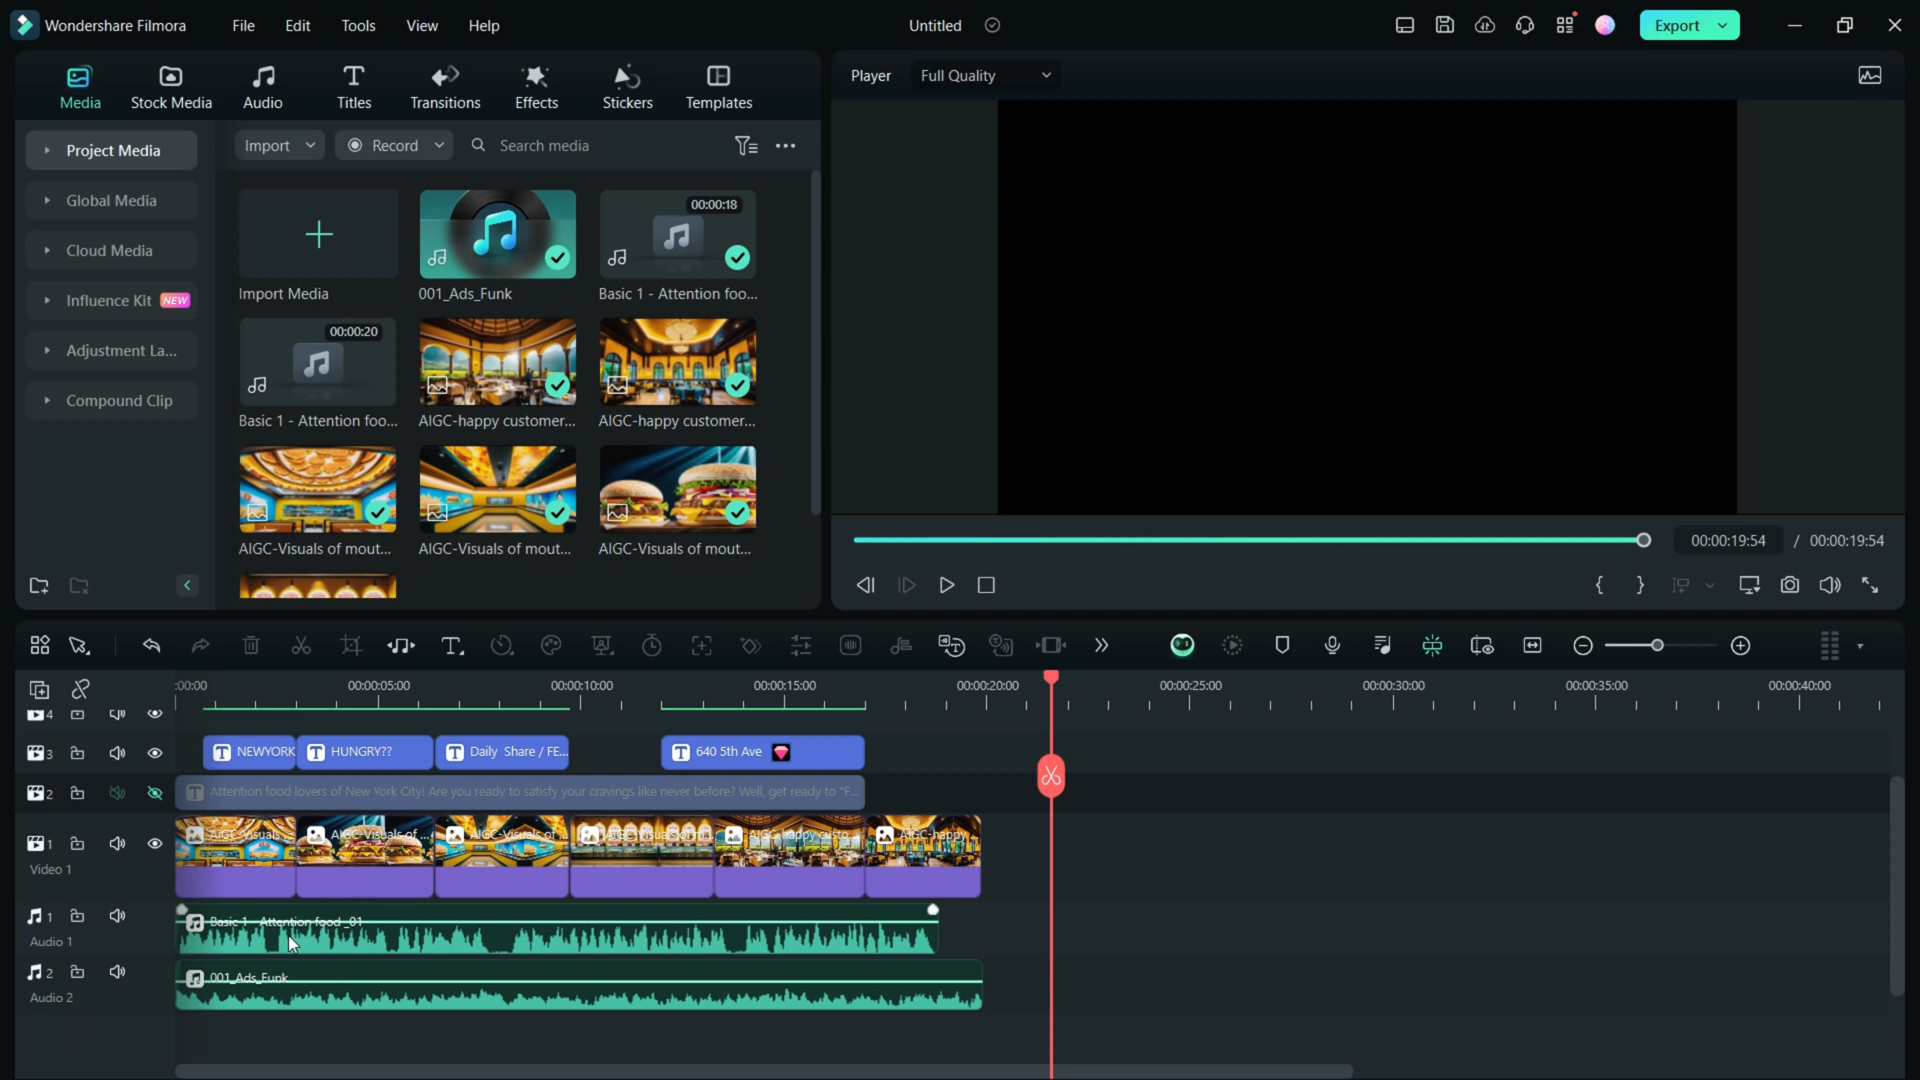 Wondershare Filmora
File
Edit
Tools
View
Help
Untitled
Export
Media
Stock Media
Audio
Titles
Transitions
Effects
Stickers
Templates
Player
Full Quality
Project Media
Global Media
Cloud Media
Influence Kit NEW
Adjustment La...
Compound Clip
Import
Record
Search media
Import Media
001_Ads_Funk
00:00:18
Basic 1 - Attention foo...
00:00:20
Basic 1 - Attention foo...
AIGC-happy customer...
AIGC-happy customer...
AIGC-Visuals of mout...
AIGC-Visuals of mout...
AIGC-Visuals of mout...
00:00:19:54 / 00:00:19:54
:00:00
00:00:05:00
00:00:10:00
00:00:15:00
00:00:20:00
00:00:25:00
00:00:30:00
00:00:35:00
00:00:40:00
4
3
NEWYORK
HUNGRY??
Daily Share / FE...
640 5th Ave
2
Attention food lovers of New York City! Are you ready to satisfy your cravings like never before? Well, get ready to "F...
1
Video 1
AIGC-Visuals
AIGC-Visuals of ...
AIGC-Visuals of ...
AIGC-happy custo...
AIGC-happy...
1
Audio 1
Basic 1 - Attention food _01
2
Audio 2
001_Ads_Funk